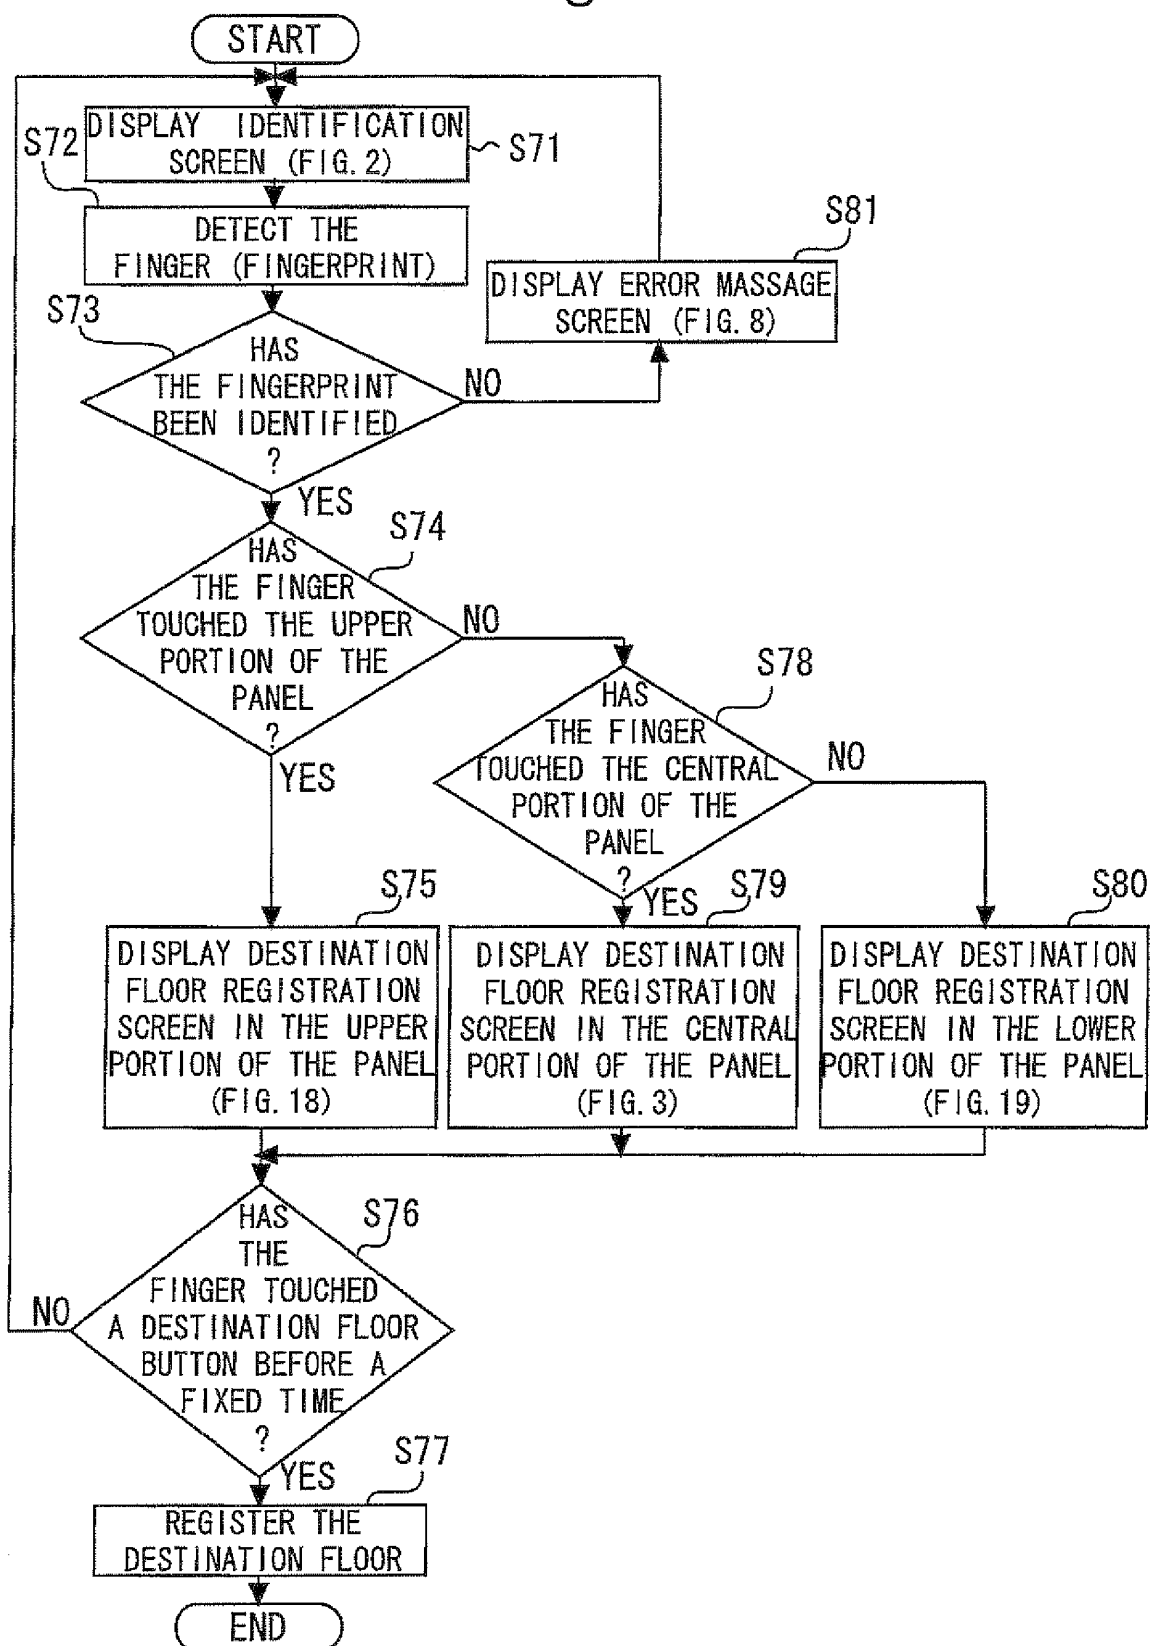 START
DISPLAY IDENTIFICATION
SCREEN (FIG. 2)
S71
S72
DETECT THE
FINGER (FINGERPRINT)
S81
DISPLAY ERROR MASSAGE
SCREEN (FIG. 8)
S73
HAS
THE FINGERPRINT
BEEN IDENTIFIED
?
NO
YES
S74
HAS
THE FINGER
TOUCHED THE UPPER
PORTION OF THE
PANEL
?
NO
YES
S78
HAS
THE FINGER
TOUCHED THE CENTRAL
PORTION OF THE
PANEL
?
NO
YES
S75
DISPLAY DESTINATION
FLOOR REGISTRATION
SCREEN IN THE UPPER
PORTION OF THE PANEL
(FIG. 18)
S79
DISPLAY DESTINATION
FLOOR REGISTRATION
SCREEN IN THE CENTRAL
PORTION OF THE PANEL
(FIG. 3)
S80
DISPLAY DESTINATION
FLOOR REGISTRATION
SCREEN IN THE LOWER
PORTION OF THE PANEL
(FIG. 19)
S76
HAS
THE
FINGER TOUCHED
A DESTINATION FLOOR
BUTTON BEFORE A
FIXED TIME
?
NO
YES
S77
REGISTER THE
DESTINATION FLOOR
END